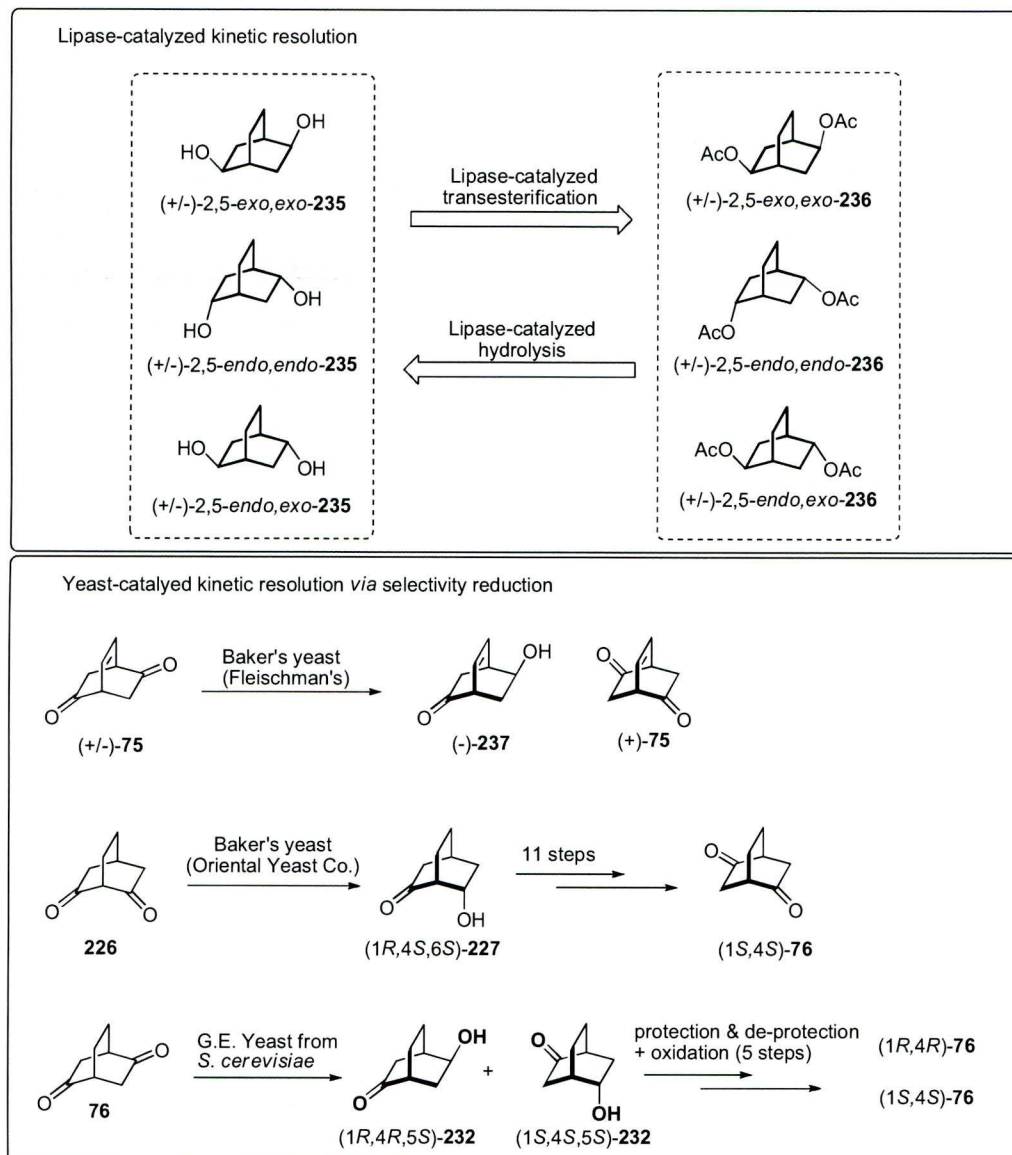 Lipase-catalyzed kinetic resolution
OH
HO
(+/-)-2,5-exo,exo-235
OH
HO
(+/-)-2,5-endo,endo-235
HO
OH
(+/-)-2,5-endo,exo-235
Lipase-catalyzed
transesterification
Lipase-catalyzed
hydrolysis
OAc
AcO
(+/-)-2,5-exo,exo-236
OAc
AcO
(+/-)-2,5-endo,endo-236
AcO
OAc
(+/-)-2,5-endo,exo-236
Yeast-catalyed kinetic resolution via selectivity reduction
O
O
(+/-)-75
Baker's yeast
(Fleischman's)
OH
O
(-)-237
O
O
(+)-75
O
O
226
Baker's yeast
(Oriental Yeast Co.)
O
OH
(1R,4S,6S)-227
11 steps
O
O
(1S,4S)-76
O
O
76
G.E. Yeast from
S. cerevisiae
OH
O
(1R,4R,5S)-232
+
O
OH
(1S,4S,5S)-232
protection & de-protection
+ oxidation (5 steps)
(1R,4R)-76
(1S,4S)-76